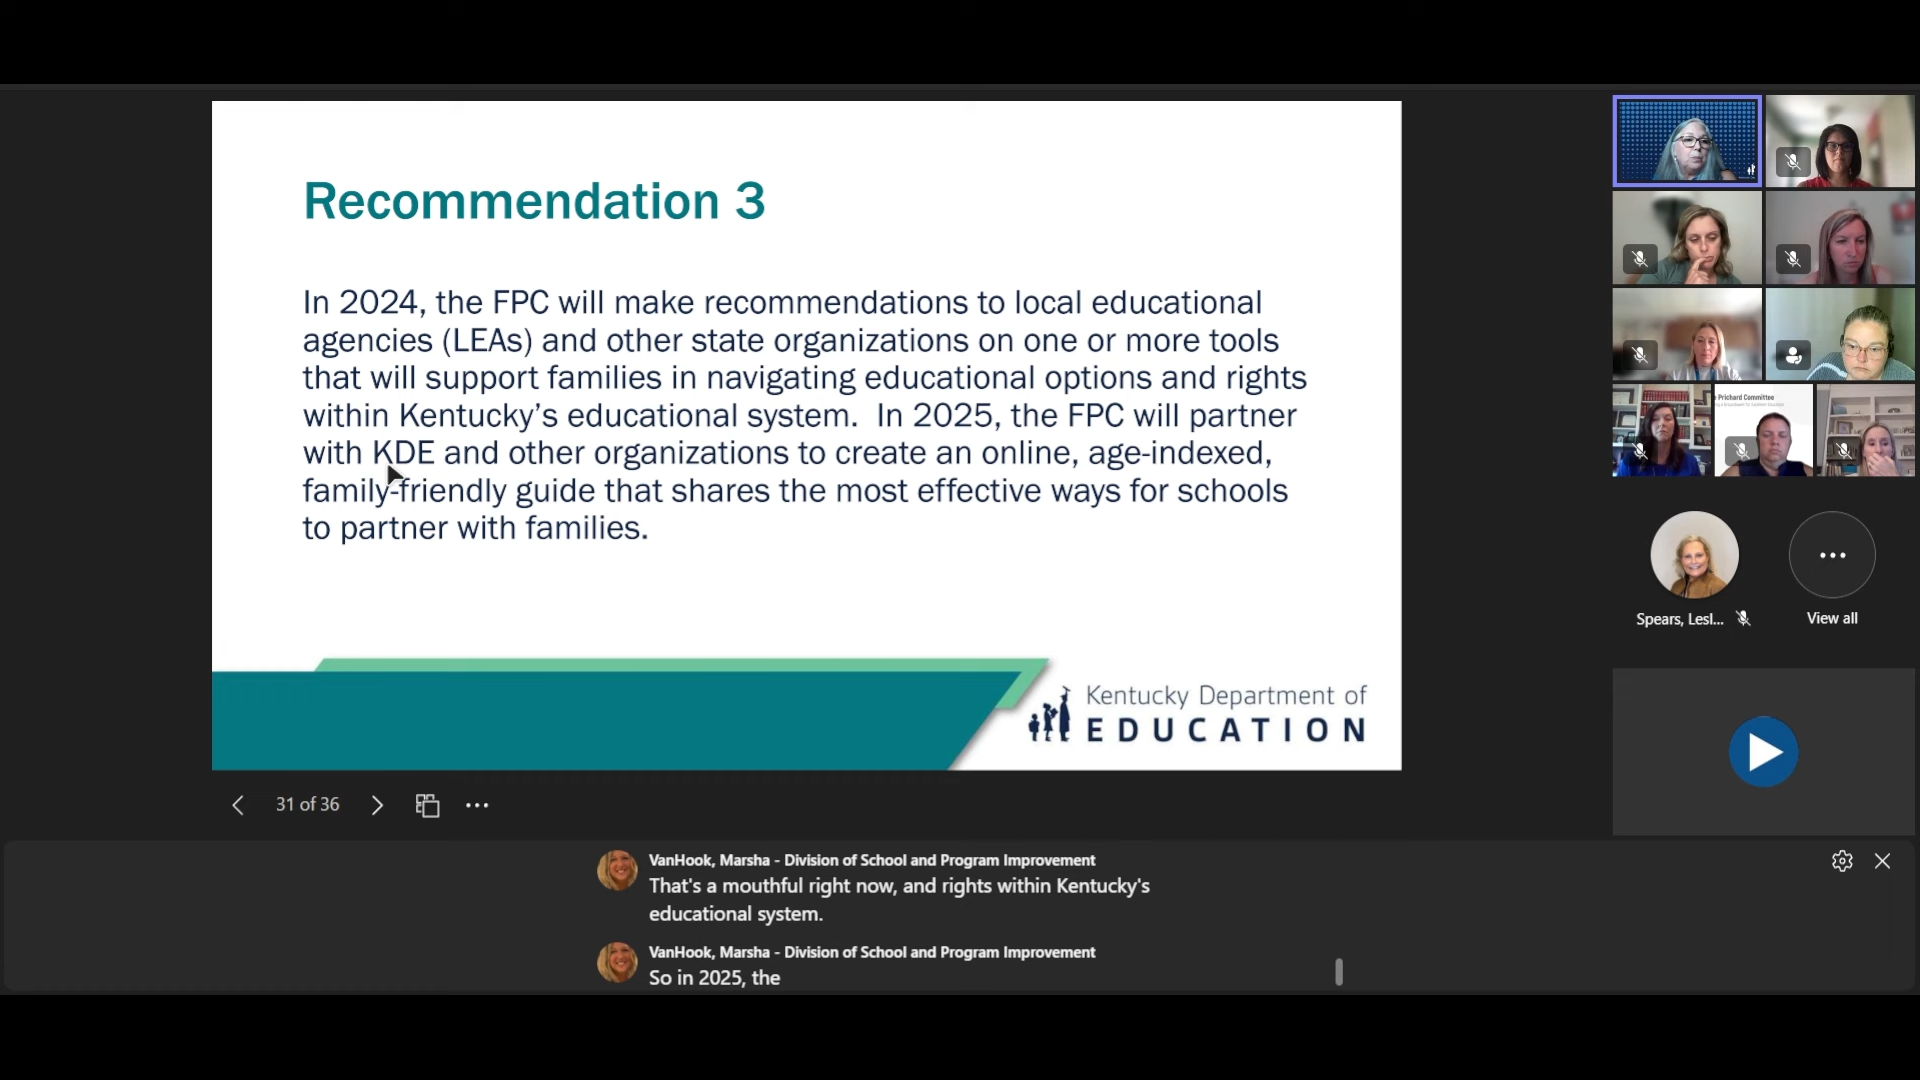 Recommendation 3
In 2024, the FPC will make recommendations to local educational
agencies (LEAs) and other state organizations on one or more tools
that will support families in navigating educational options and rights
within Kentucky’s educational system.  In 2025, the FPC will partner
with KDE and other organizations to create an online, age-indexed,
family-friendly guide that shares the most effective ways for schools
to partner with families.
Kentucky Department of
EDUCATION
31 of 36
Prichard Committee
Spears, Lesl...
View all
VanHook, Marsha - Division of School and Program Improvement
That's a mouthful right now, and rights within Kentucky's
educational system.
VanHook, Marsha - Division of School and Program Improvement
So in 2025, the